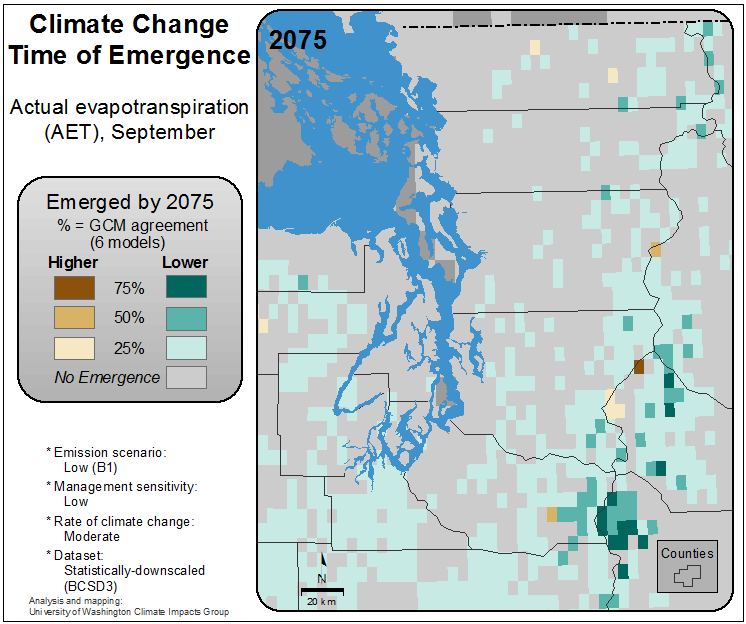 Climate Change
Time of Emergence
Actual evapotranspiration
(AET), September
Emerged by 2075
% = GCM agreement
(6 models)
Higher Lower
75%
50%
25%
No Emergence
* Emission scenario:
Low (B1)
* Management sensitivity:
Low
* Rate of climate change:
Moderate
* Dataset:
Statistically-downscaled
(BCSD3)
Analysis and mapping:
University of Washington Climate Impacts Group
2075
N
20 km
Counties